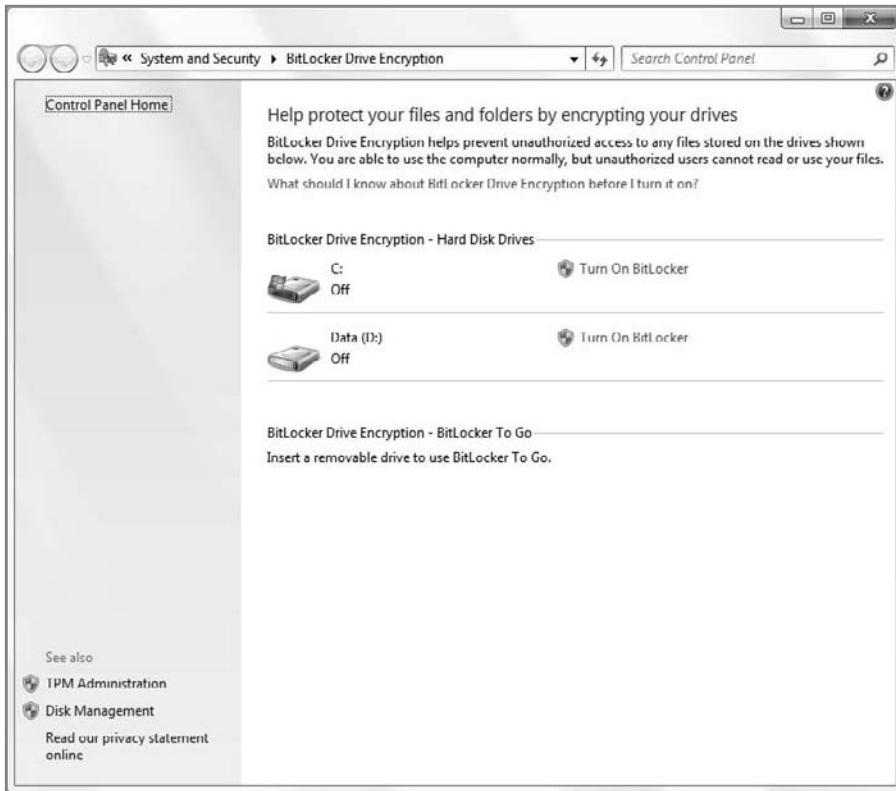 « System and Security ▸ BitLocker Drive Encryption
Search Control Panel
Control Panel Home
Help protect your files and folders by encrypting your drives
BitLocker Drive Encryption helps prevent unauthorized access to any files stored on the drives shown
below. You are able to use the computer normally, but unauthorized users cannot read or use your files.
What should I know about BitLocker Drive Encryption before I turn it on?
BitLocker Drive Encryption - Hard Disk Drives
C:
Off
Turn On BitLocker
Data (D:)
Off
Turn On BitLocker
BitLocker Drive Encryption - BitLocker To Go
Insert a removable drive to use BitLocker To Go.
See also
TPM Administration
Disk Management
Read our privacy statement
online